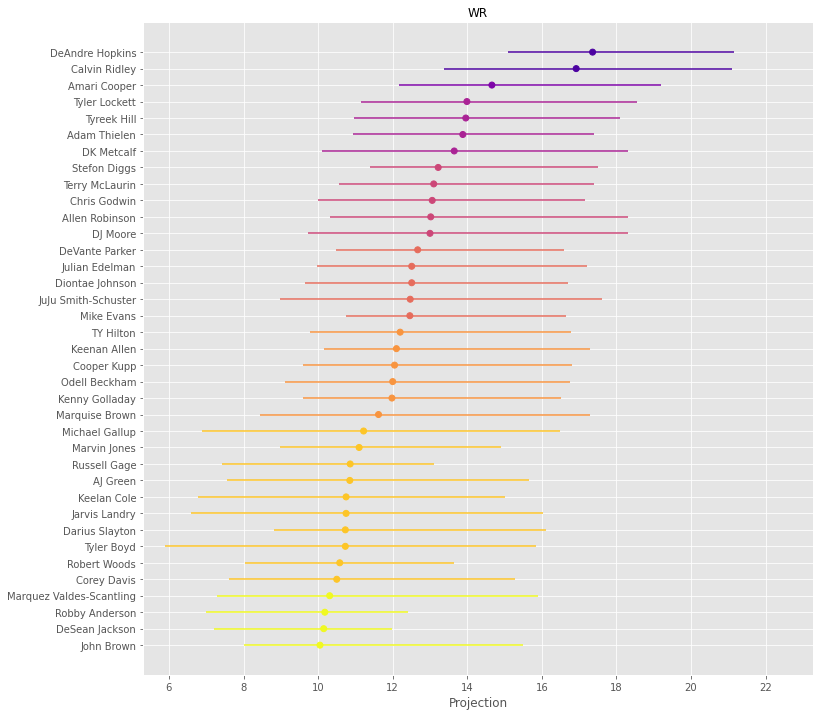 WR
DeAndre Hopkins
Calvin Ridley
Amari Cooper
Tyler Lockett
Tyreek Hill
Adam Thielen
DK Metcalf
Stefon Diggs
Terry McLaurin
Chris Godwin
Allen Robinson
DJ Moore
DeVante Parker
Julian Edelman
Diontae Johnson
JuJu Smith-Schuster
Mike Evans
TY Hilton
Keenan Allen
Cooper Kupp
Odell Beckham
Kenny Golladay
Marquise Brown
Michael Gallup
Marvin Jones
Russell Gage
AJ Green
Keelan Cole
Jarvis Landry
Darius Slayton
Tyler Boyd
Robert Woods
Corey Davis
Marquez Valdes-Scantling
Robby Anderson
DeSean Jackson
John Brown
6 8 10 12 14 16 18 20 22
Projection